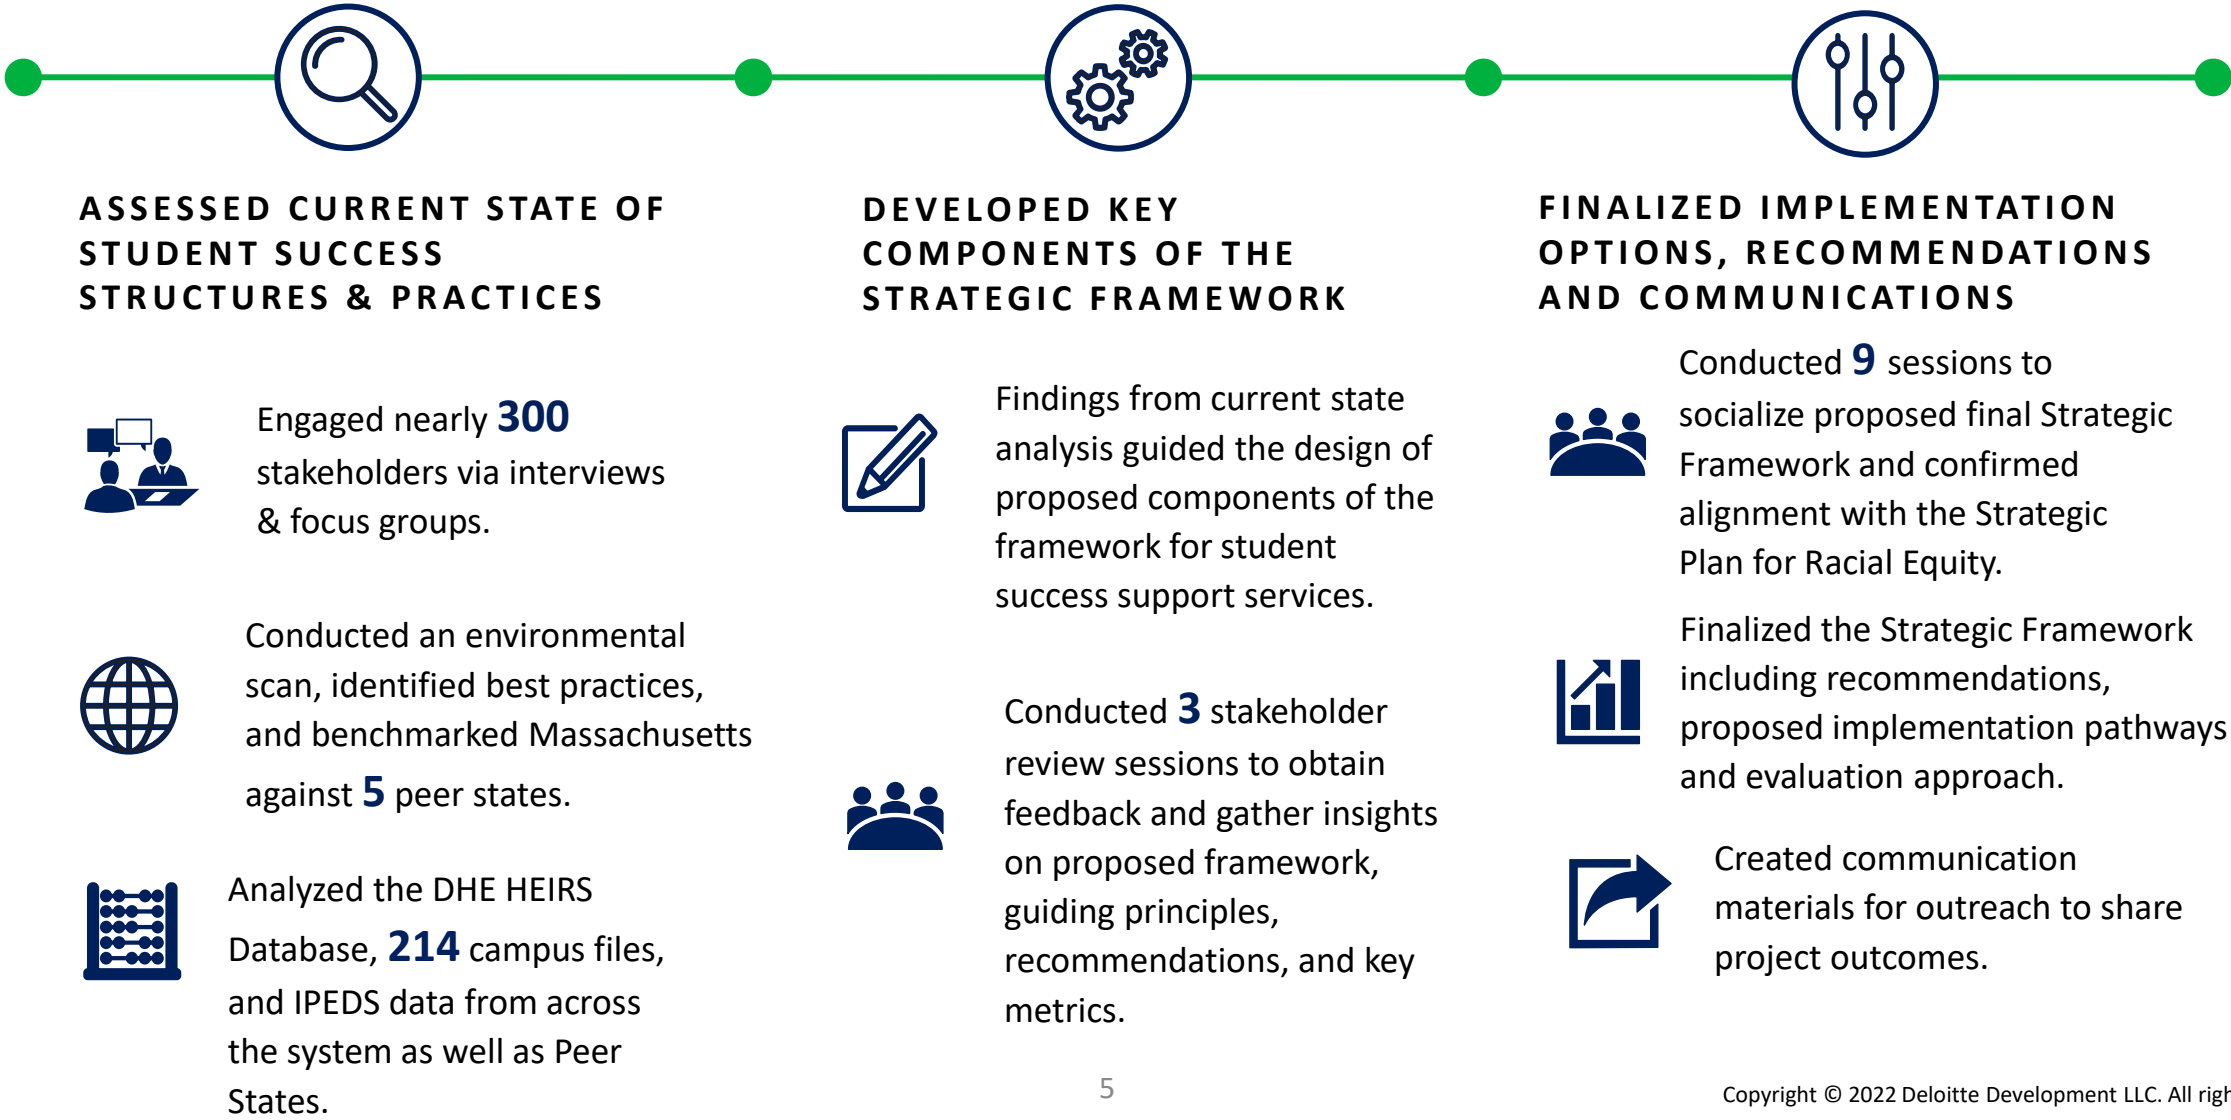 ASSESSED CURRENT STATE OF
STUDENT SUCCESS
STRUCTURES & PRACTICES
Engaged nearly 300
stakeholders via interviews
& focus groups.
Conducted an environmental
scan, identified best practices,
and benchmarked Massachusetts
against 5 peer states.
Analyzed the DHE HEIRS
Database, 214 campus files,
and IPEDS data from across
the system as well as Peer
States.
DEVELOPED KEY
COMPONENTS OF THE
STRATEGIC FRAMEWORK
Findings from current state
analysis guided the design of
proposed components of the
framework for student
success support services.
Conducted 3 stakeholder
review sessions to obtain
feedback and gather insights
on proposed framework,
guiding principles,
recommendations, and key
metrics.
FINALIZED IMPLEMENTATION
OPTIONS, RECOMMENDATIONS
AND COMMUNICATIONS
Conducted 9 sessions to
socialize proposed final Strategic
Framework and confirmed
alignment with the Strategic
Plan for Racial Equity.
Finalized the Strategic Framework
including recommendations,
proposed implementation pathways
and evaluation approach.
Created communication
materials for outreach to share
project outcomes.
5
Copyright © 2022 Deloitte Development LLC. All righ